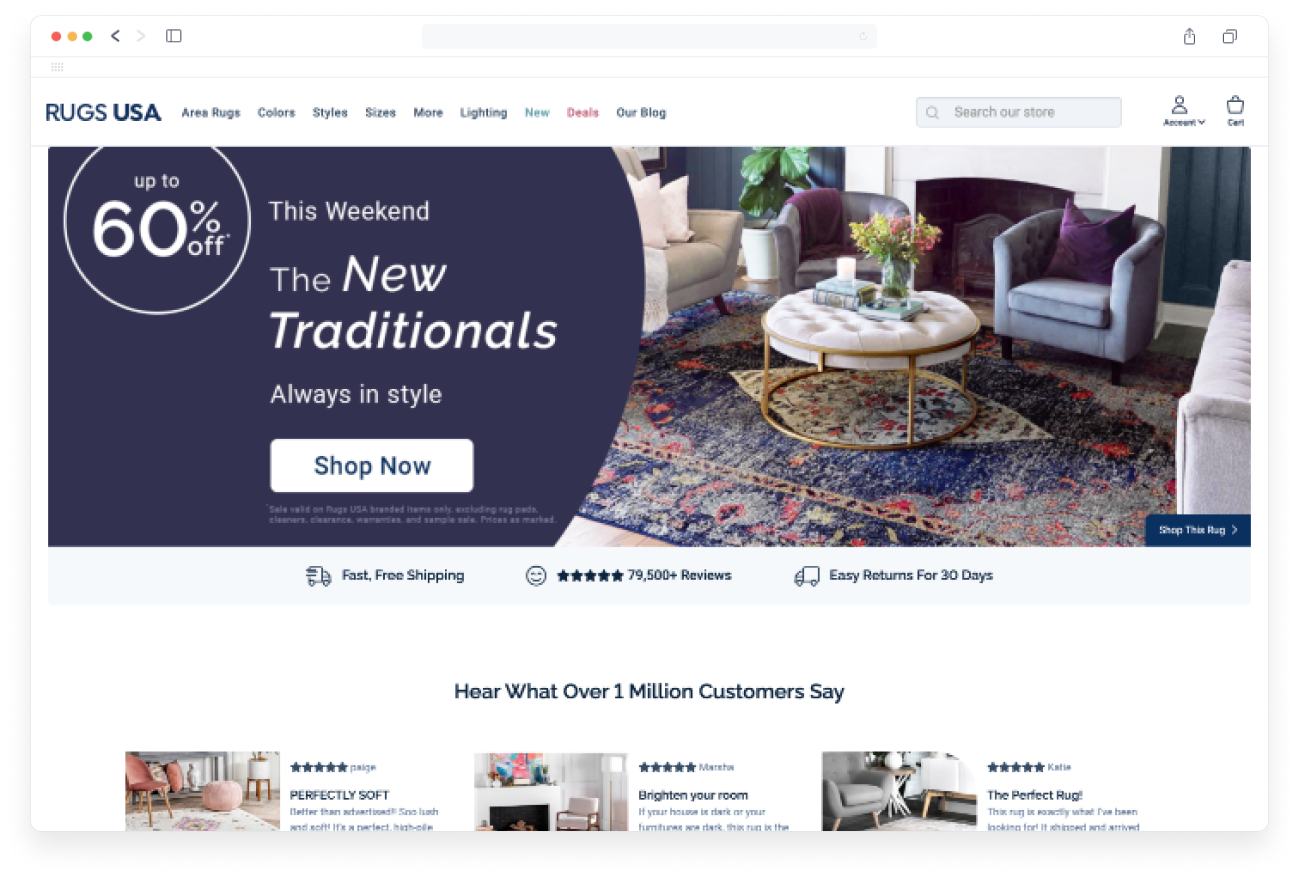 RUGS USA
Area Rugs Colors Styles Sizes More Lighting New Deals Our Blog
Search our store
Account
Cart
up to
60% off*
This Weekend
The New
Traditionals
Always in style
Shop Now
Sale valid on Rugs USA branded items only, excluding rug pads,
cleaners, clearance, warranties, and sample sale. Prices as marked.
Shop This Rug
Fast, Free Shipping
79,500+ Reviews
Easy Returns For 30 Days
Hear What Over 1 Million Customers Say
paige
PERFECTLY SOFT
Better than advertised!! Soo lush
and soft! It's a perfect, high-pile
Marsha
Brighten your room
If your house is dark or your
furnitures are dark, this rug is the
Katie
The Perfect Rug!
This rug is exactly what I've been
looking for! It shipped and arrived